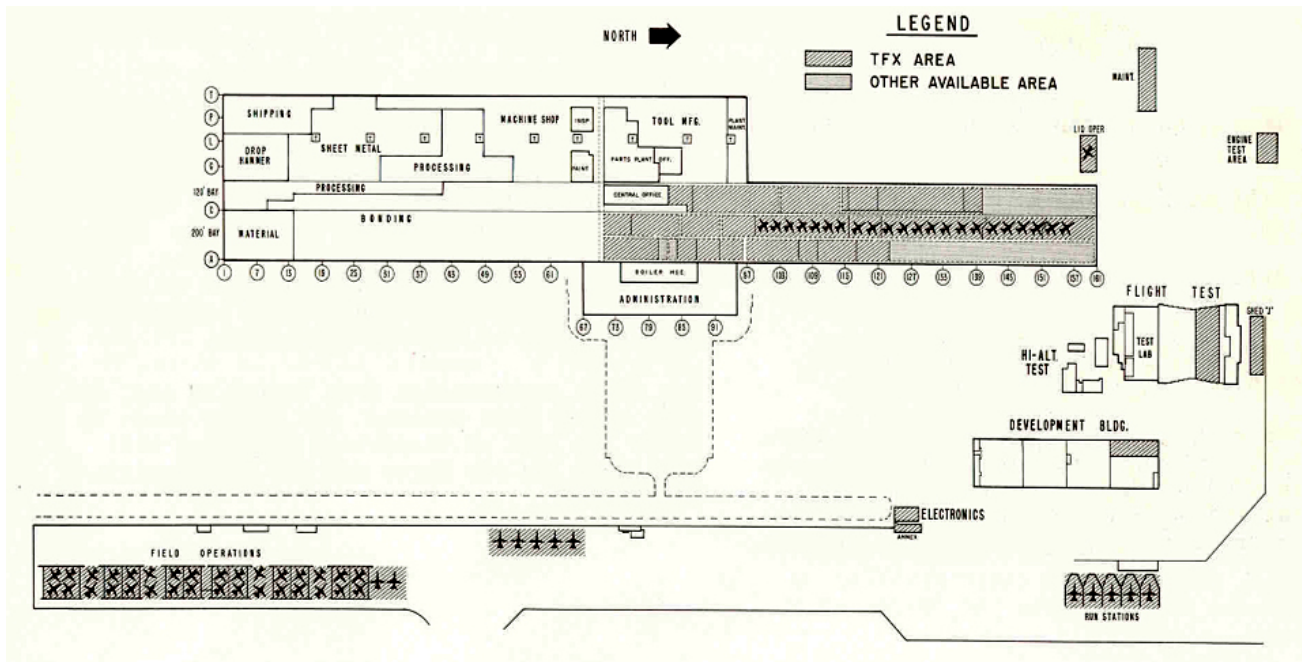 LEGEND
NORTH
TFX AREA
OTHER AVAILABLE AREA
MAINT.
LID OPER
ENGINE
TEST
AREA
T
P
L
G
120' BAY
C
200' BAY
A
SHIPPING
DROP
HAMMER
SHEET METAL
PROCESSING
MACHINE SHOP
INSP
PAINT
TOOL MFG.
PLANT
MAINT.
PARTS PLANT
OFF.
PROCESSING
CENTRAL OFFICE
BONDING
MATERIAL
1 7 13 19 25 31 37 43 49 55 61
BOILER HSE.
ADMINISTRATION
67 73 79 85 91
97 103 109 115 121 127 133 139 145 151 157 161
FLIGHT TEST
SHED "J"
TEST
LAB
HI-ALT.
TEST
DEVELOPMENT BLDG.
ELECTRONICS
ANNEX
FIELD OPERATIONS
RUN STATIONS